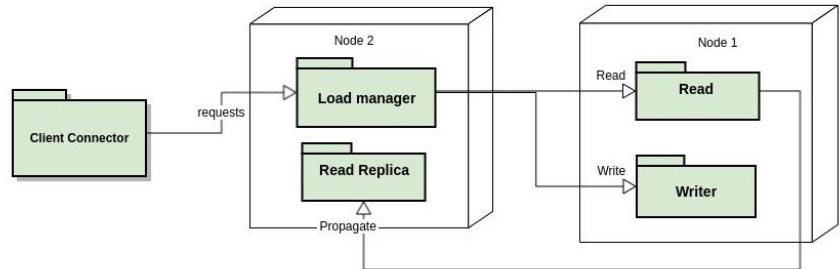 Node 2
Node 1
Client Connector
requests
Load manager
Read
Read
Read Replica
Write
Writer
Propagate